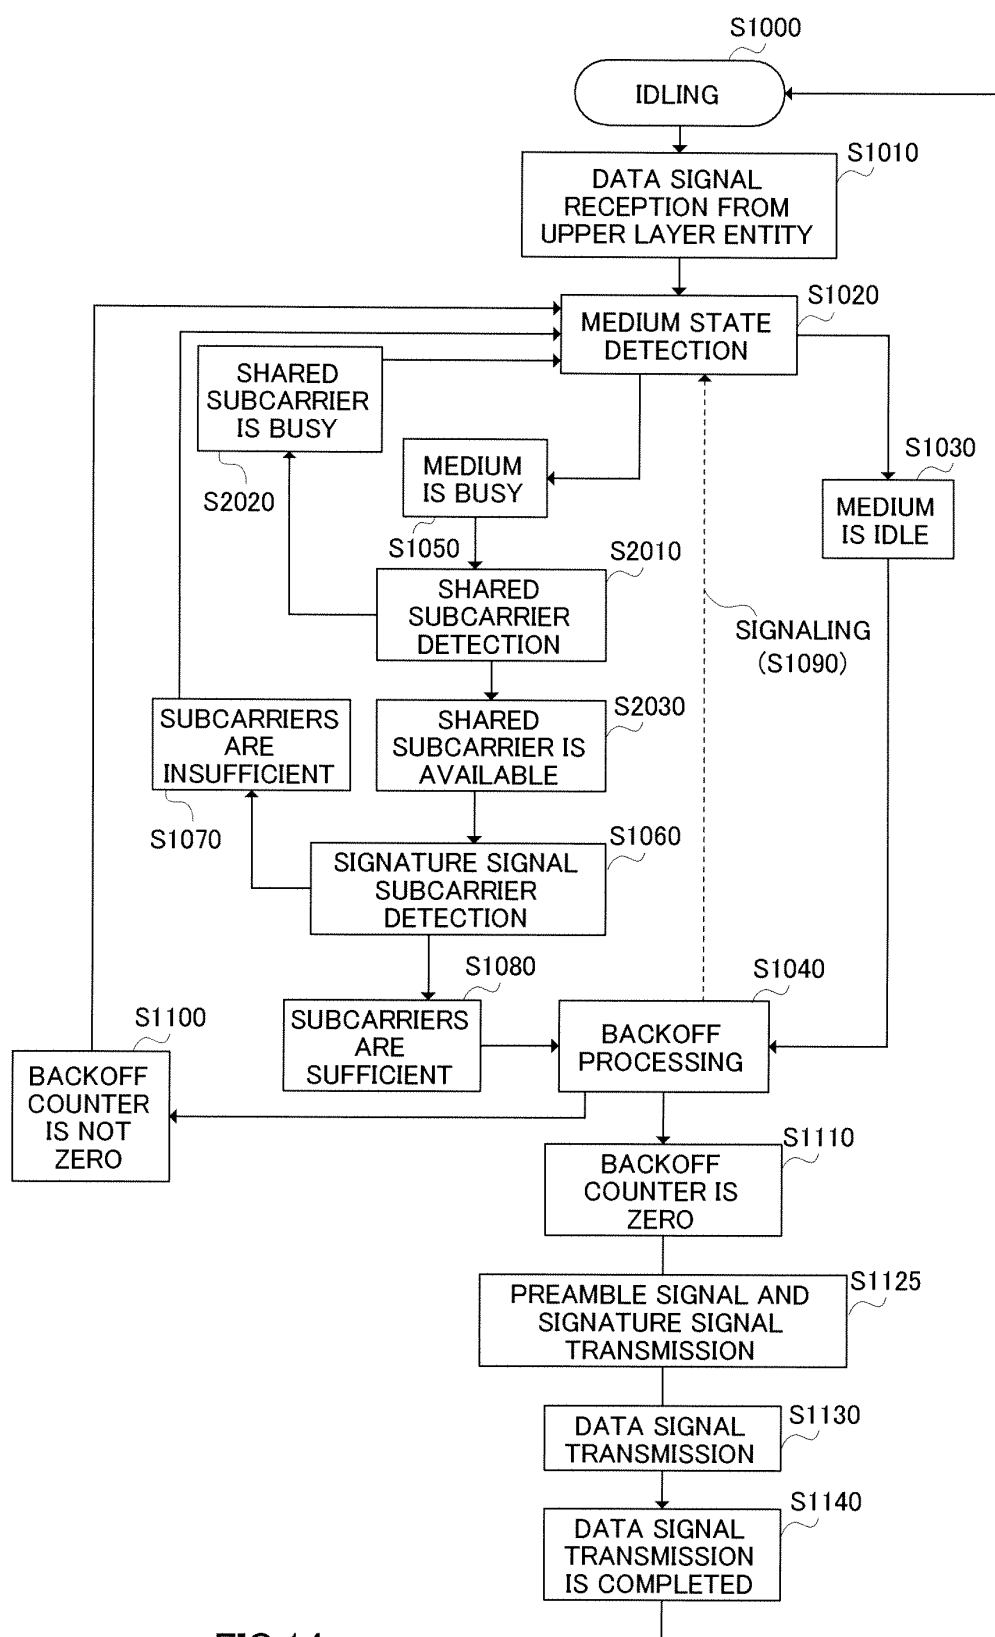 S1000
IDLING
S1010
DATA SIGNAL
RECEPTION FROM
UPPER LAYER ENTITY
S1020
MEDIUM STATE
DETECTION
SHARED
SUBCARRIER
IS BUSY
S2020
MEDIUM
IS BUSY
S1050
S1030
MEDIUM
IS IDLE
S2010
SHARED
SUBCARRIER
DETECTION
SIGNALING
(S1090)
S2030
SHARED
SUBCARRIER IS
AVAILABLE
SUBCARRIERS
ARE
INSUFFICIENT
S1070
S1060
SIGNATURE SIGNAL
SUBCARRIER
DETECTION
S1080
SUBCARRIERS
ARE
SUFFICIENT
S1040
BACKOFF
PROCESSING
S1100
BACKOFF
COUNTER
IS NOT
ZERO
S1110
BACKOFF
COUNTER IS
ZERO
S1125
PREAMBLE SIGNAL AND
SIGNATURE SIGNAL
TRANSMISSION
S1130
DATA SIGNAL
TRANSMISSION
S1140
DATA SIGNAL
TRANSMISSION
IS COMPLETED